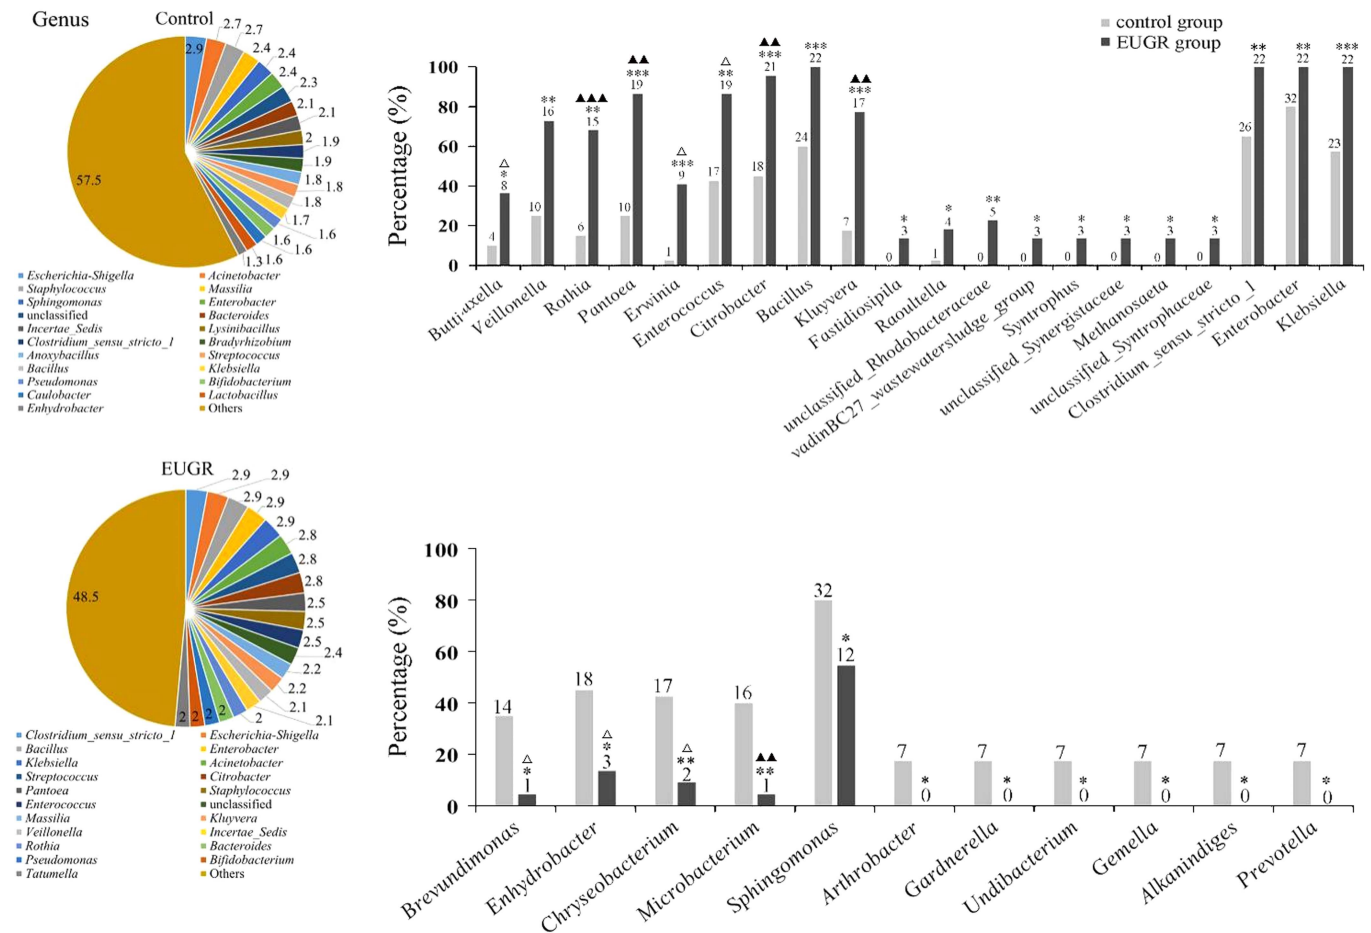 Genus
Control
2.9
2.7
2.7
2.4
2.4
2.4
2.3
2.1
2.1
2
1.9
1.9
1.8
1.8
1.8
1.7
1.6
1.6
1.6
1.6
1.3
57.5
Escherichia-Shigella Acinetobacter
Staphylococcus Massilia
Sphingomonas Enterobacter
unclassified Bacteroides
Incertae_Sedis Lysinibacillus
Clostridium_sensu_stricto_1 Bradyrhizobium
Anoxybacillus Streptococcus
Bacillus Klebsiella
Pseudomonas Bifidobacterium
Caulobacter Lactobacillus
Enhydrobacter Others
control group
EUGR group
Percentage (%)
100
80
60
40
20
0
△ ** ▲▲▲ ▲▲ △ △ ▲▲ *** ▲▲ ** ** ***
* ** *** *** ** *** *** * * ** * * * * *
4 8 10 16 6 15 10 19 1 9 17 19 18 21 24 22 7 17 0 3 1 4 0 5 0 3 0 3 0 3 0 3 0 3 26 22 32 22 23 22
Buttiauxella
Veillonella
Rothia
Pantoea
Erwinia
Enterococcus
Citrobacter
Bacillus
Kluyvera
Fastidiosipila
Raoultella
unclassified_Rhodobacteraceae
vadinBC27_wastewatersludge_group
Syntrophus
unclassified_Synergistaceae
Methanosaeta
unclassified_Syntrophaceae
Clostridium_sensu_stricto_1
Enterobacter
Klebsiella
EUGR
2.9
2.9
2.9
2.9
2.9
2.8
2.8
2.8
2.5
2.5
2.5
2.4
2.2
2.2
2.1
2.1
2
2
2
2
2
48.5
Clostridium_sensu_stricto_1 Escherichia-Shigella
Bacillus Enterobacter
Klebsiella Acinetobacter
Streptococcus Citrobacter
Pantoea Staphylococcus
Enterococcus unclassified
Massilia Kluyvera
Veillonella Incertae_Sedis
Rothia Bacteroides
Pseudomonas Bifidobacterium
Tatumella Others
Percentage (%)
100
80
60
40
20
0
△ △ △ ▲▲
* * ** ** * * * * * * *
14 1 18 3 17 2 16 1 32 12 7 0 7 0 7 0 7 0 7 0 7 0
Brevundimonas
Enhydrobacter
Chryseobacterium
Microbacterium
Sphingomonas
Arthrobacter
Gardnerella
Undibacterium
Gemella
Alkanindiges
Prevotella